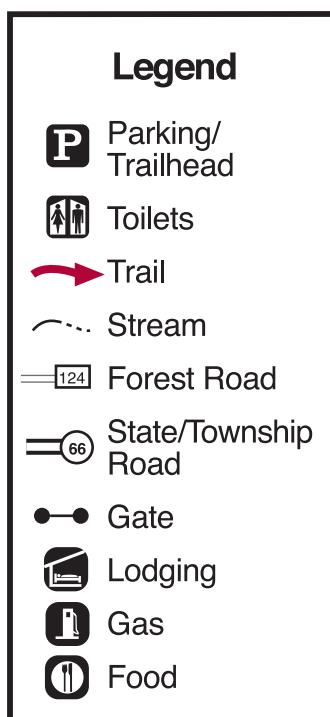 Legend
P Parking/
Trailhead
Toilets
Trail
Stream
124 Forest Road
66 State/Township
Road
Gate
Lodging
Gas
Food